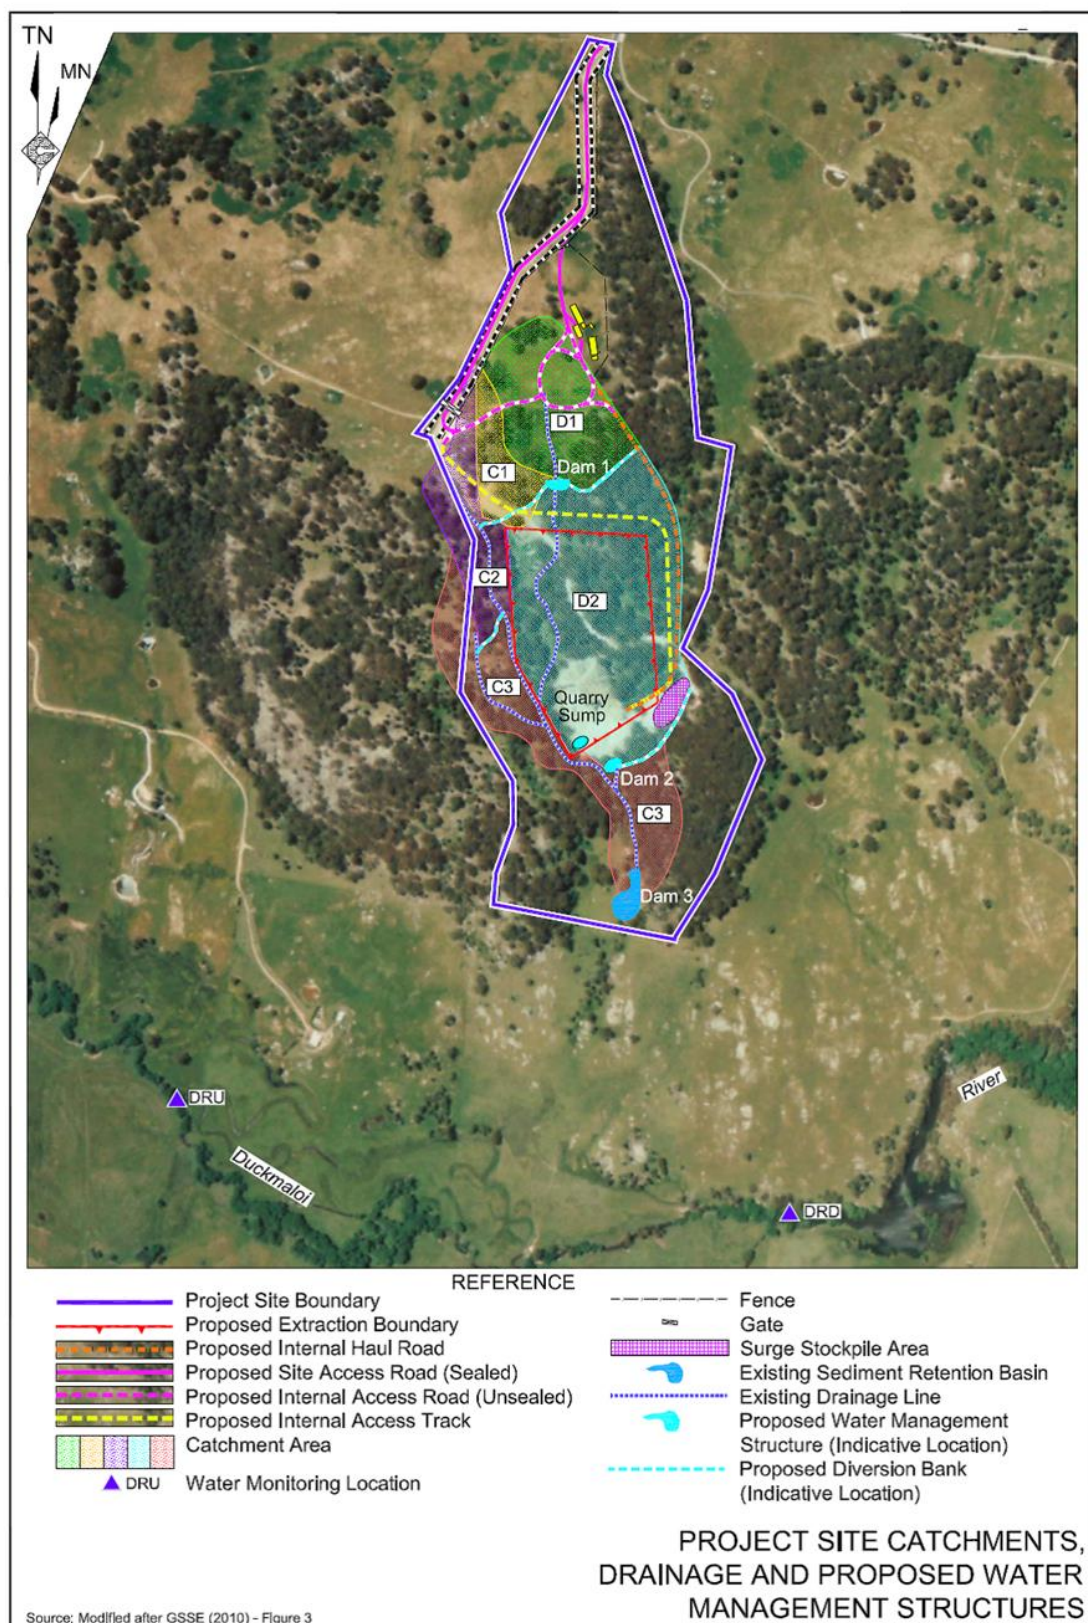 TN
MN
D1
C1
Dam 1
C2
D2
C3
Quarry
Sump
Dam 2
C3
Dam 3
DRU
River
Duckmaloi
DRD
REFERENCE
Project Site Boundary
Proposed Extraction Boundary
Proposed Internal Haul Road
Proposed Site Access Road (Sealed)
Proposed Internal Access Road (Unsealed)
Proposed Internal Access Track
Catchment Area
DRU Water Monitoring Location
Fence
Gate
Surge Stockpile Area
Existing Sediment Retention Basin
Existing Drainage Line
Proposed Water Management
Structure (Indicative Location)
Proposed Diversion Bank
(Indicative Location)
PROJECT SITE CATCHMENTS,
DRAINAGE AND PROPOSED WATER
MANAGEMENT STRUCTURES
Source: Modified after GSSE (2010) - Figure 3